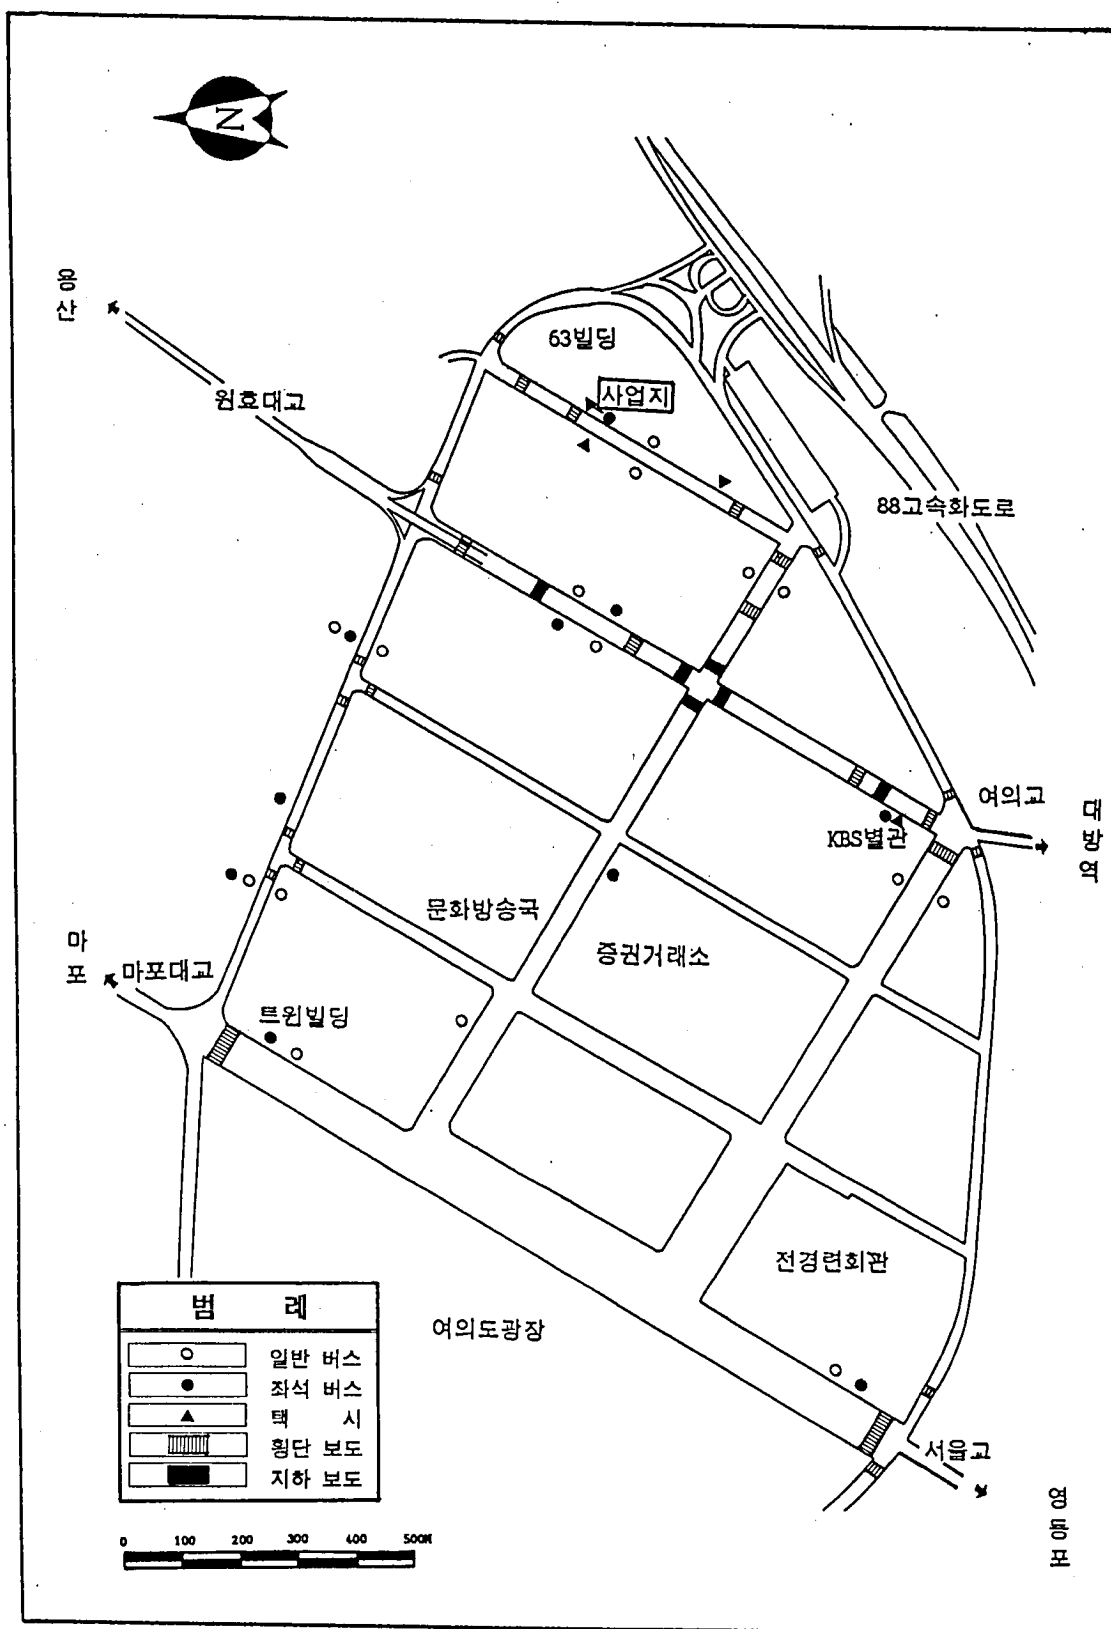 N
용산
63빌딩
사업지
원효대교
88고속화도로
여의교
대방역
KBS별관
문화방송국
증권거래소
마포
마포대교
트윈빌딩
전경련회관
여의도광장
범 례
일반 버스
좌석 버스
택 시
횡단 보도
지하 보도
서울교
영등포
0 100 200 300 400 500M